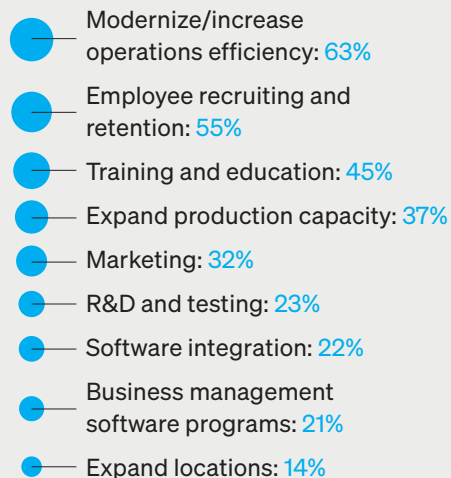 Modernize/increase
operations efficiency: 63%
Employee recruiting and
retention: 55%
Training and education: 45%
Expand production capacity: 37%
Marketing: 32%
R&D and testing: 23%
Software integration: 22%
Business management
software programs: 21%
Expand locations: 14%